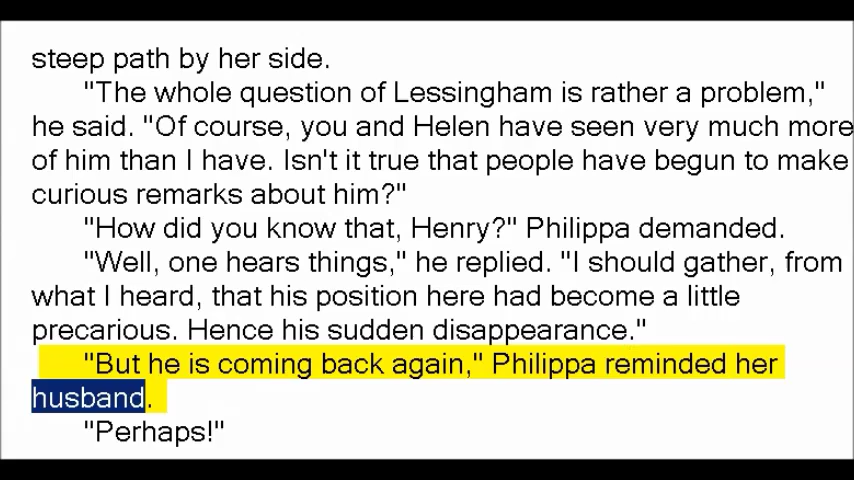 steep path by her side.
"The whole question of Lessingham is rather a problem,"
he said. "Of course, you and Helen have seen very much more
of him than I have. Isn't it true that people have begun to make
curious remarks about him?"
"How did you know that, Henry?" Philippa demanded.
"Well, one hears things," he replied. "I should gather, from
what I heard, that his position here had become a little
precarious. Hence his sudden disappearance."
"But he is coming back again," Philippa reminded her
husband.
"Perhaps!"